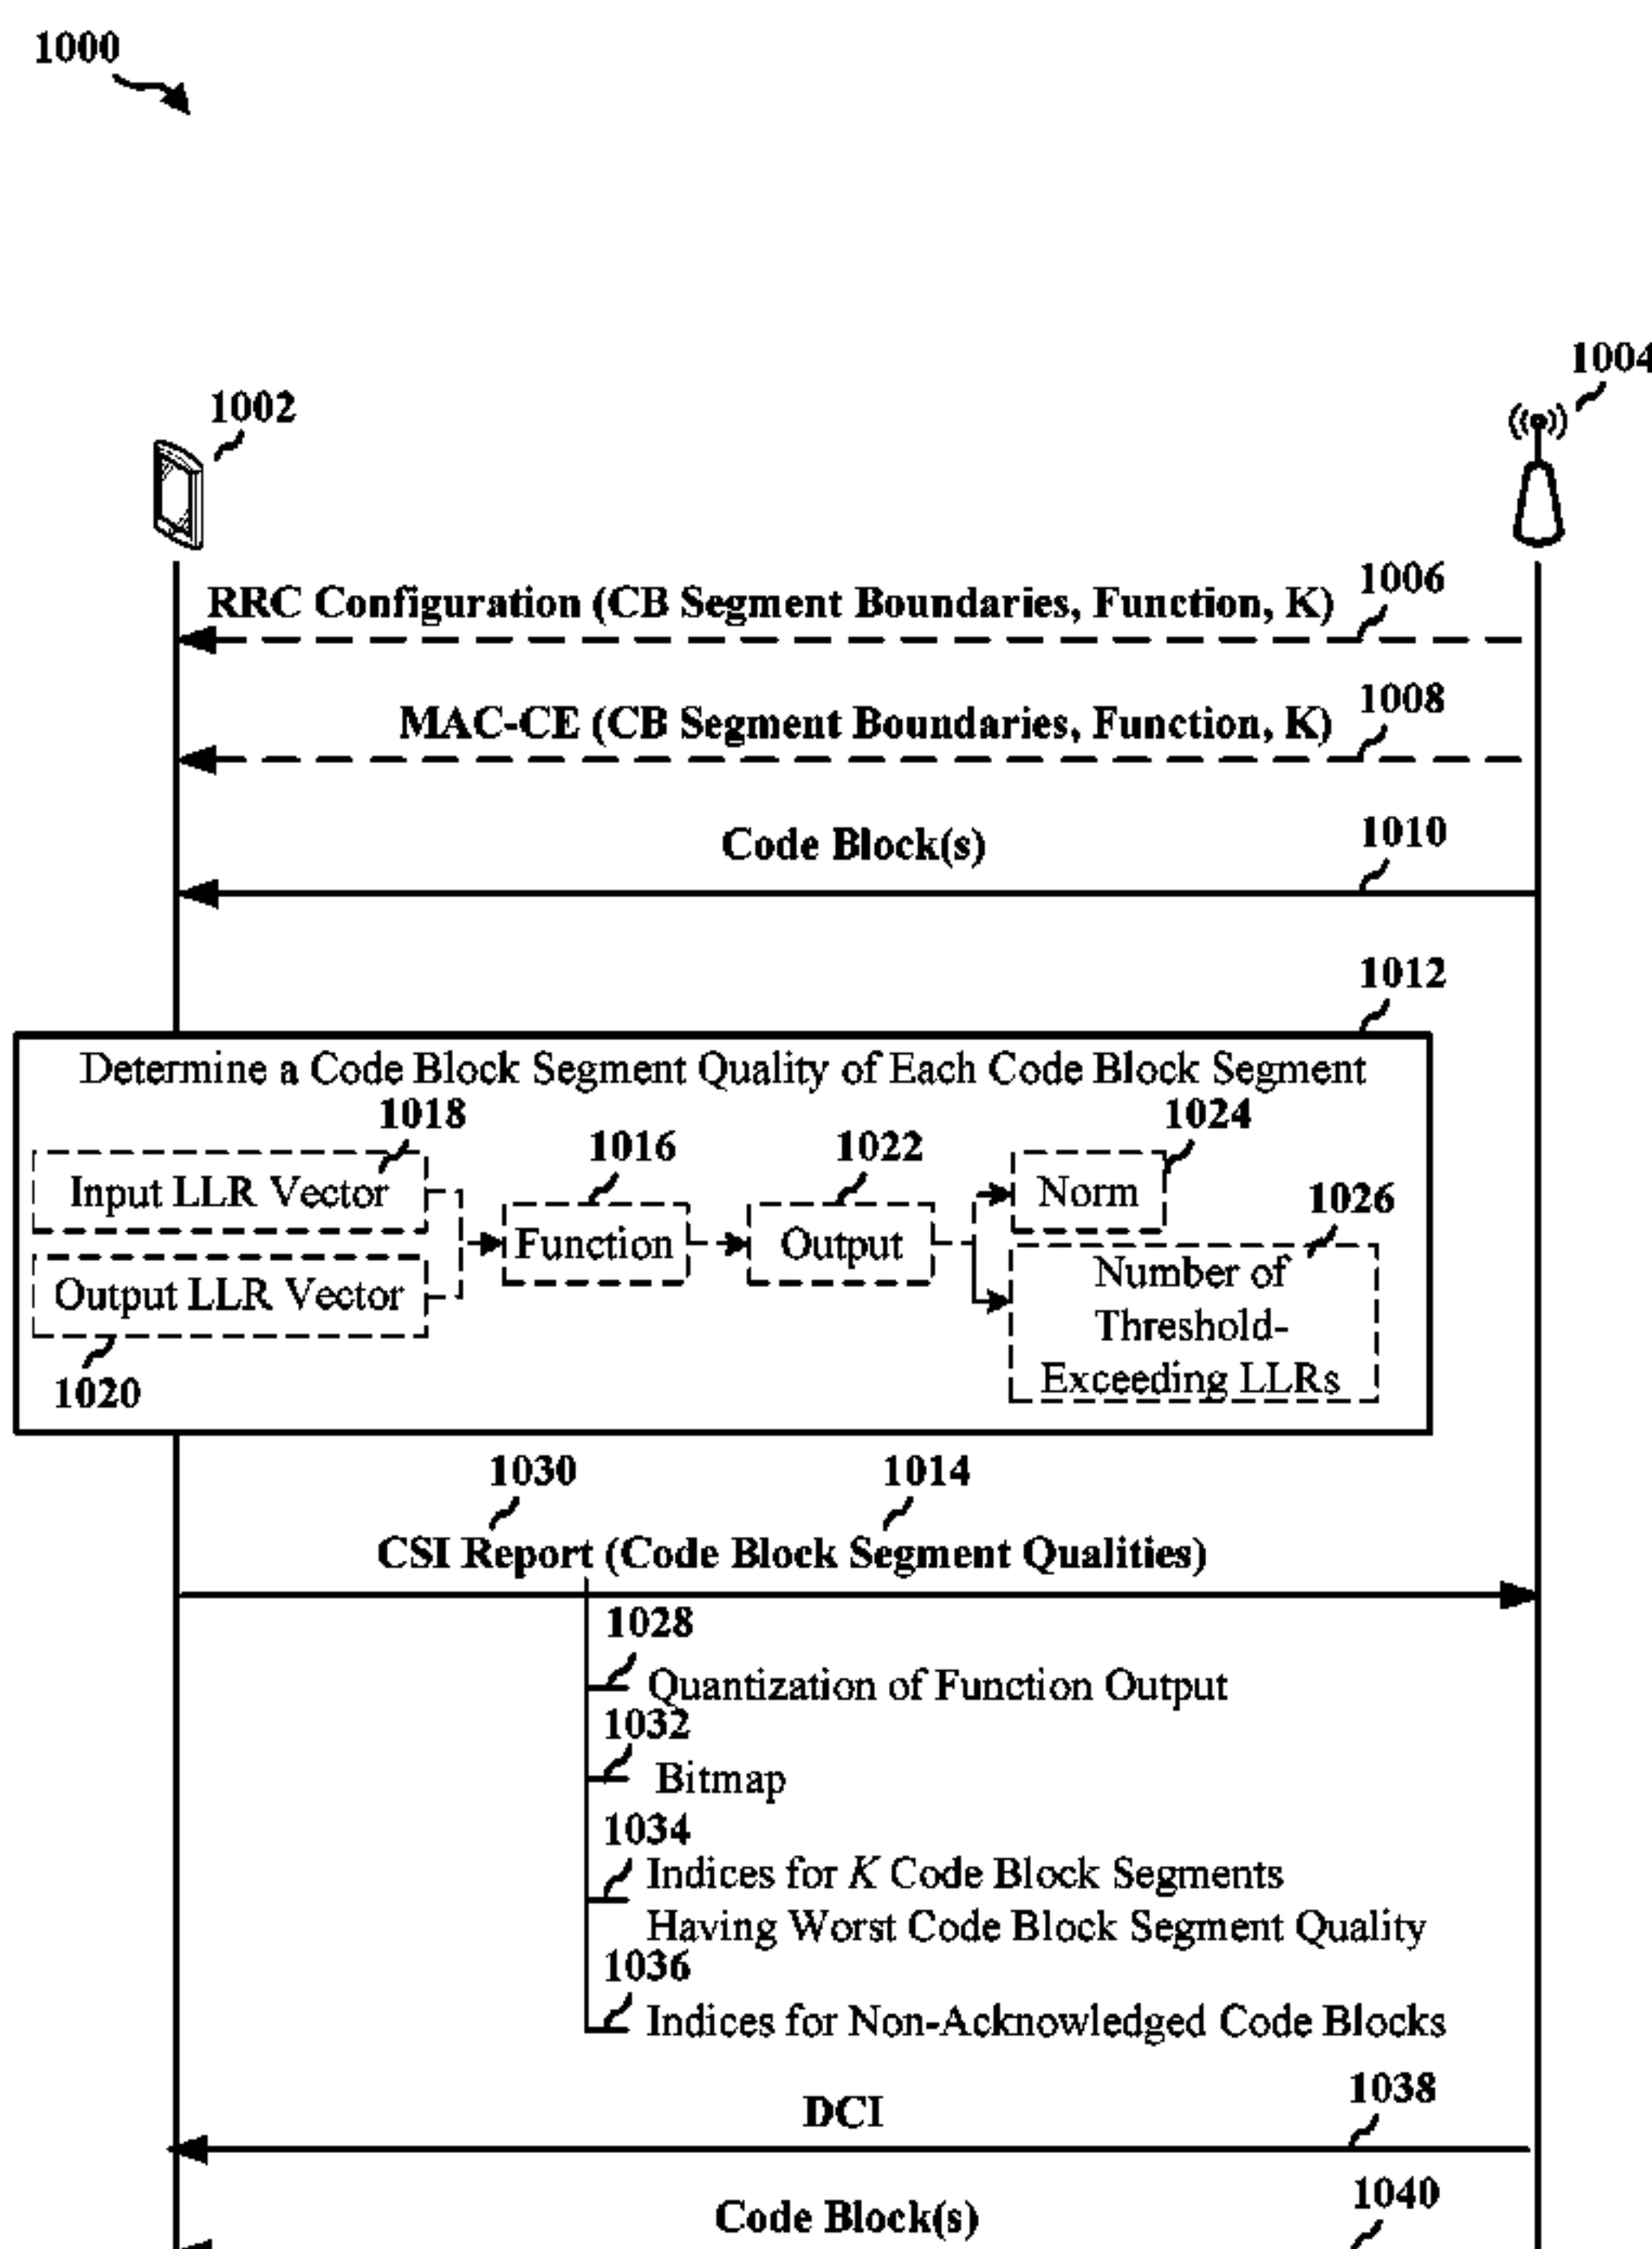 1000
1004
1002
1006
RRC Configuration (CB Segment Boundaries, Function, K)
1008
MAC-CE (CB Segment Boundaries, Function, K)
1010
Code Block(s)
1012
Determine a Code Block Segment Quality of Each Code Block Segment
1018
1024
1016
1022
Input LLR Vector
Norm
1026
Function
Output
Number of
Threshold-
Exceeding LLRs
Output LLR Vector
1020
1030
1014
CSI Report (Code Block Segment Qualities)
1028
Quantization of Function Output
1032
Bitmap
1034
Indices for K Code Block Segments
Having Worst Code Block Segment Quality
1036
Indices for Non-Acknowledged Code Blocks
1038
DCI
1040
Code Block(s)